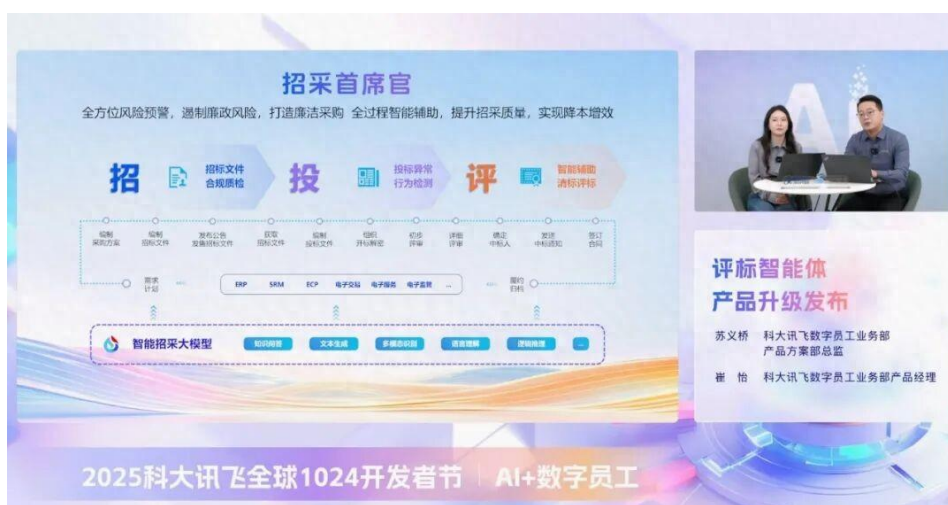 招采首席官
全方位风险预警，遏制廉政风险，打造廉洁采购 全过程智能辅助，提升招采质量，实现降本增效
招
招标文件
合规质检
投
投标异常
行为检测
评
智能辅助
清标评标
编制
采购方案
编制
招标文件
发布公告
发售招标文件
获取
招标文件
编制
投标文件
组织
开标解密
初步
评审
详细
评审
确定
中标人
发送
中标通知
签订
合同
需求
计划
ERP SRM ECP 电子交易 电子服务 电子监管 ...
履约
归档
智能招采大模型
知识问答 文本生成 多模态识别 语言理解 逻辑推理 ...
AI
评标智能体
产品升级发布
苏义桥 科大讯飞数字员工业务部
产品方案部总监
崔 怡 科大讯飞数字员工业务部产品经理
2025科大讯飞全球1024开发者节 | AI+数字员工